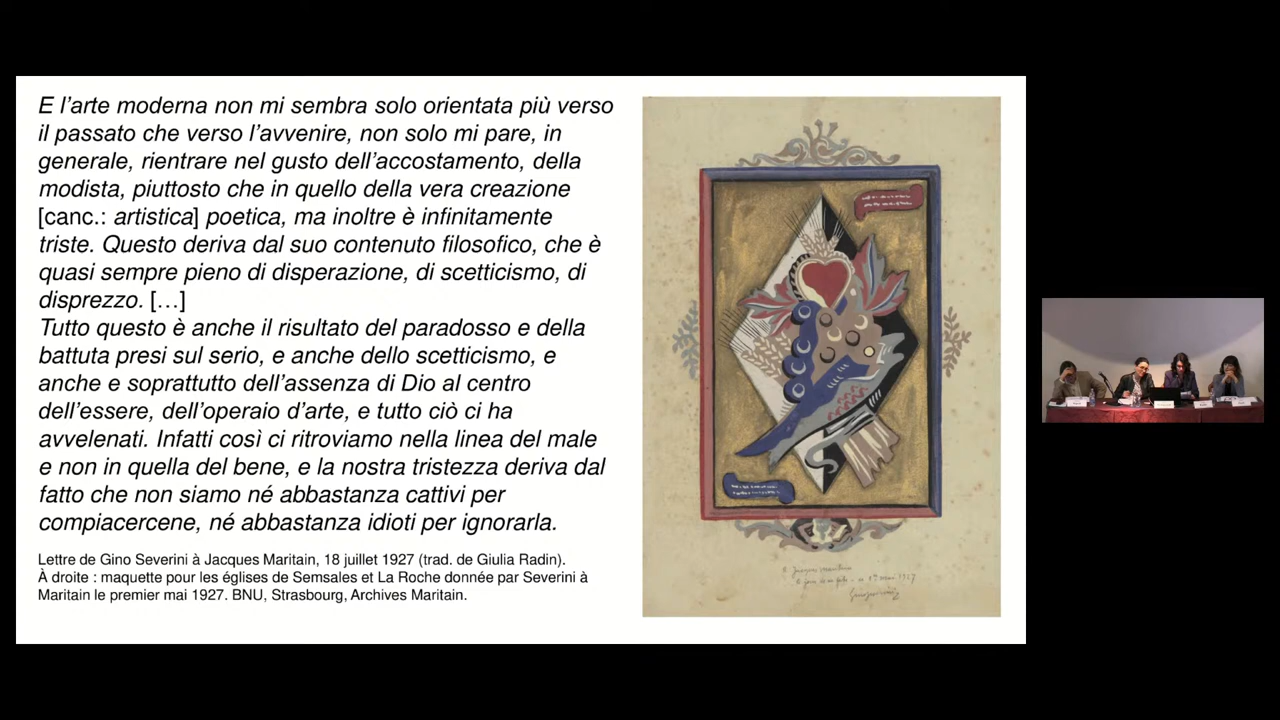 E l’arte moderna non mi sembra solo orientata più verso
il passato che verso l’avvenire, non solo mi pare, in
generale, rientrare nel gusto dell’accostamento, della
modista, piuttosto che in quello della vera creazione
[canc.: artistica] poetica, ma inoltre è infinitamente
triste. Questo deriva dal suo contenuto filosofico, che è
quasi sempre pieno di disperazione, di scetticismo, di
disprezzo. […]
Tutto questo è anche il risultato del paradosso e della
battuta presi sul serio, e anche dello scetticismo, e
anche e soprattutto dell’assenza di Dio al centro
dell’essere, dell’operaio d’arte, e tutto ciò ci ha
avvelenati. Infatti così ci ritroviamo nella linea del male
e non in quella del bene, e la nostra tristezza deriva dal
fatto che non siamo né abbastanza cattivi per
compiacercene, né abbastanza idioti per ignorarla.
Lettre de Gino Severini à Jacques Maritain, 18 juillet 1927 (trad. de Giulia Radin).
À droite : maquette pour les églises de Semsales et La Roche donnée par Severini à
Maritain le premier mai 1927. BNU, Strasbourg, Archives Maritain.